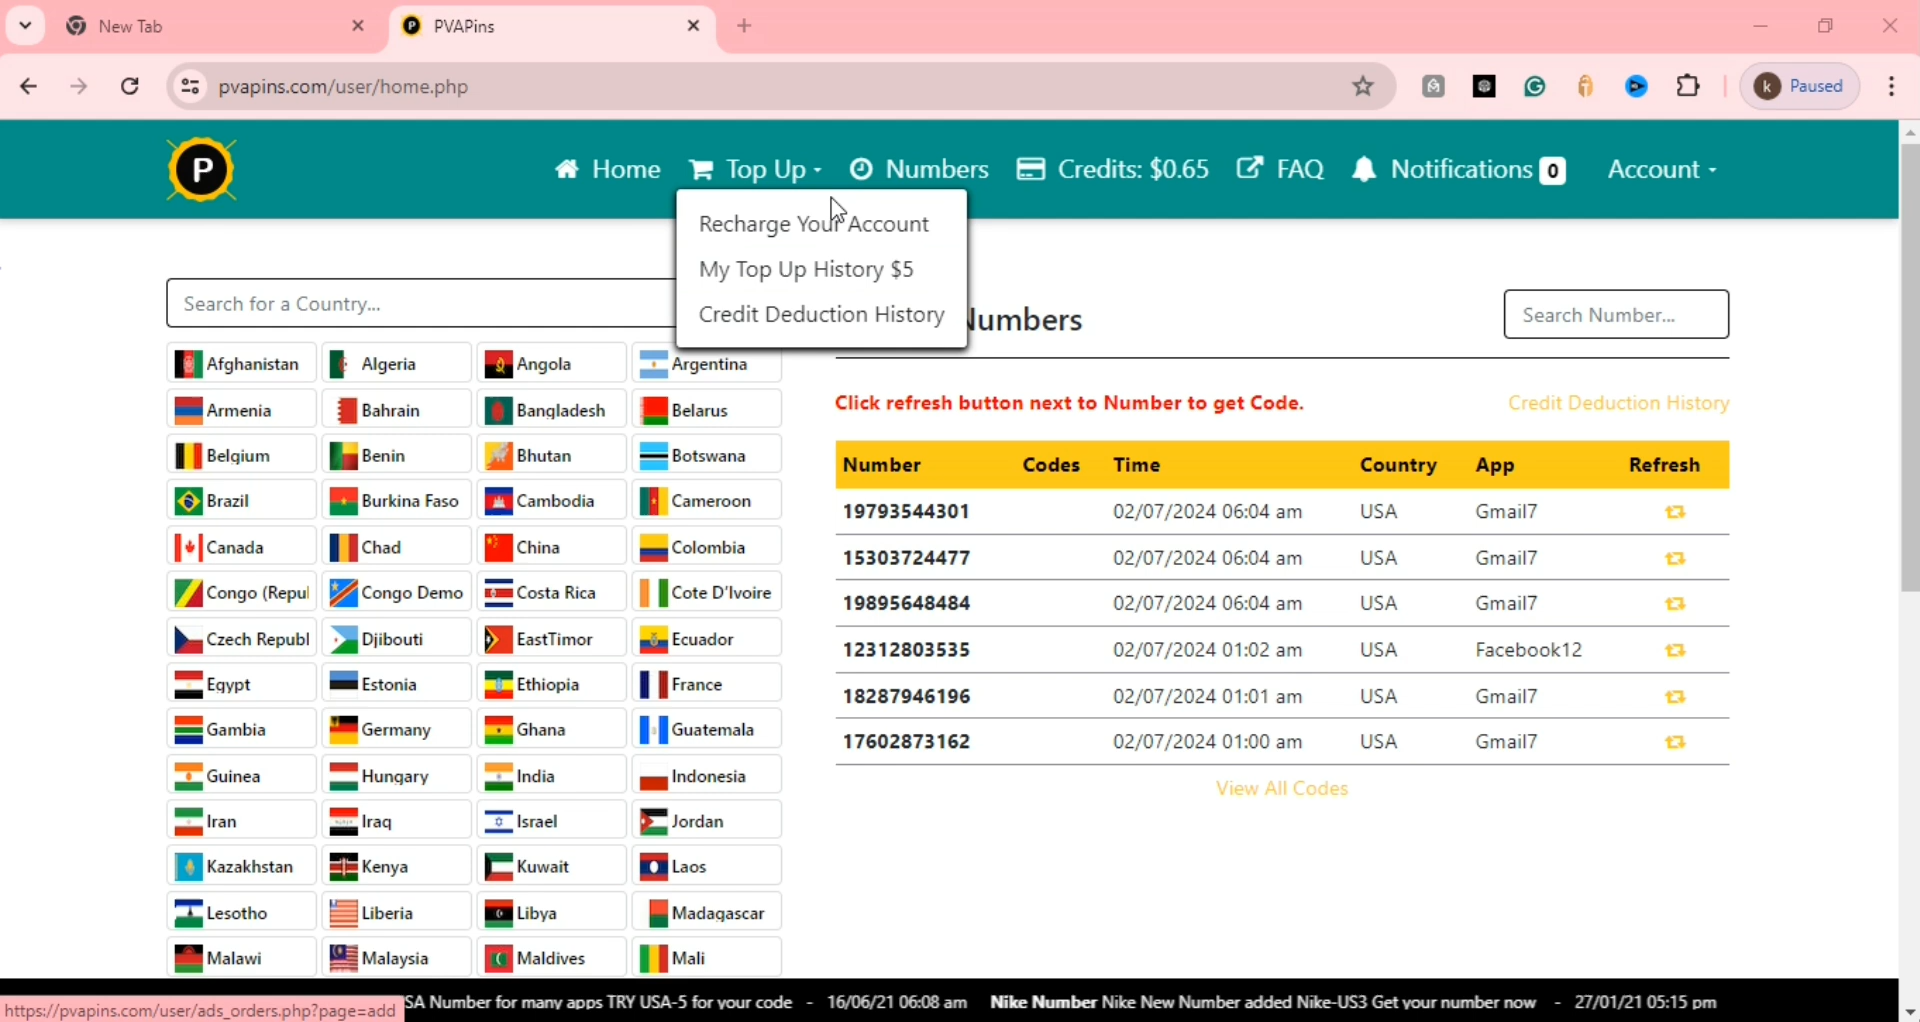 New Tab
PVAPins
pvapins.com/user/home.php
k Paused
P
Home Top Up Numbers Credits: $0.65 FAQ Notifications 0 Account
Recharge Your Account
My Top Up History $5
Credit Deduction History
Search for a Country...
Numbers
Search Number...
Afghanistan Algeria Angola Argentina
Armenia Bahrain Bangladesh Belarus
Belgium Benin Bhutan Botswana
Brazil Burkina Faso Cambodia Cameroon
Canada Chad China Colombia
Congo (Repul Congo Demo Costa Rica Cote D'Ivoire
Czech Republ Djibouti EastTimor Ecuador
Egypt Estonia Ethiopia France
Gambia Germany Ghana Guatemala
Guinea Hungary India Indonesia
Iran Iraq Israel Jordan
Kazakhstan Kenya Kuwait Laos
Lesotho Liberia Libya Madagascar
Malawi Malaysia Maldives Mali
Click refresh button next to Number to get Code.
Credit Deduction History
Number Codes Time Country App Refresh
19793544301 02/07/2024 06:04 am USA Gmail7
15303724477 02/07/2024 06:04 am USA Gmail7
19895648484 02/07/2024 06:04 am USA Gmail7
12312803535 02/07/2024 01:02 am USA Facebook12
18287946196 02/07/2024 01:01 am USA Gmail7
17602873162 02/07/2024 01:00 am USA Gmail7
View All Codes
https://pvapins.com/user/ads_orders.php?page=add
SA Number for many apps TRY USA-5 for your code - 16/06/21 06:08 am Nike Number Nike New Number added Nike-US3 Get your number now - 27/01/21 05:15 pm